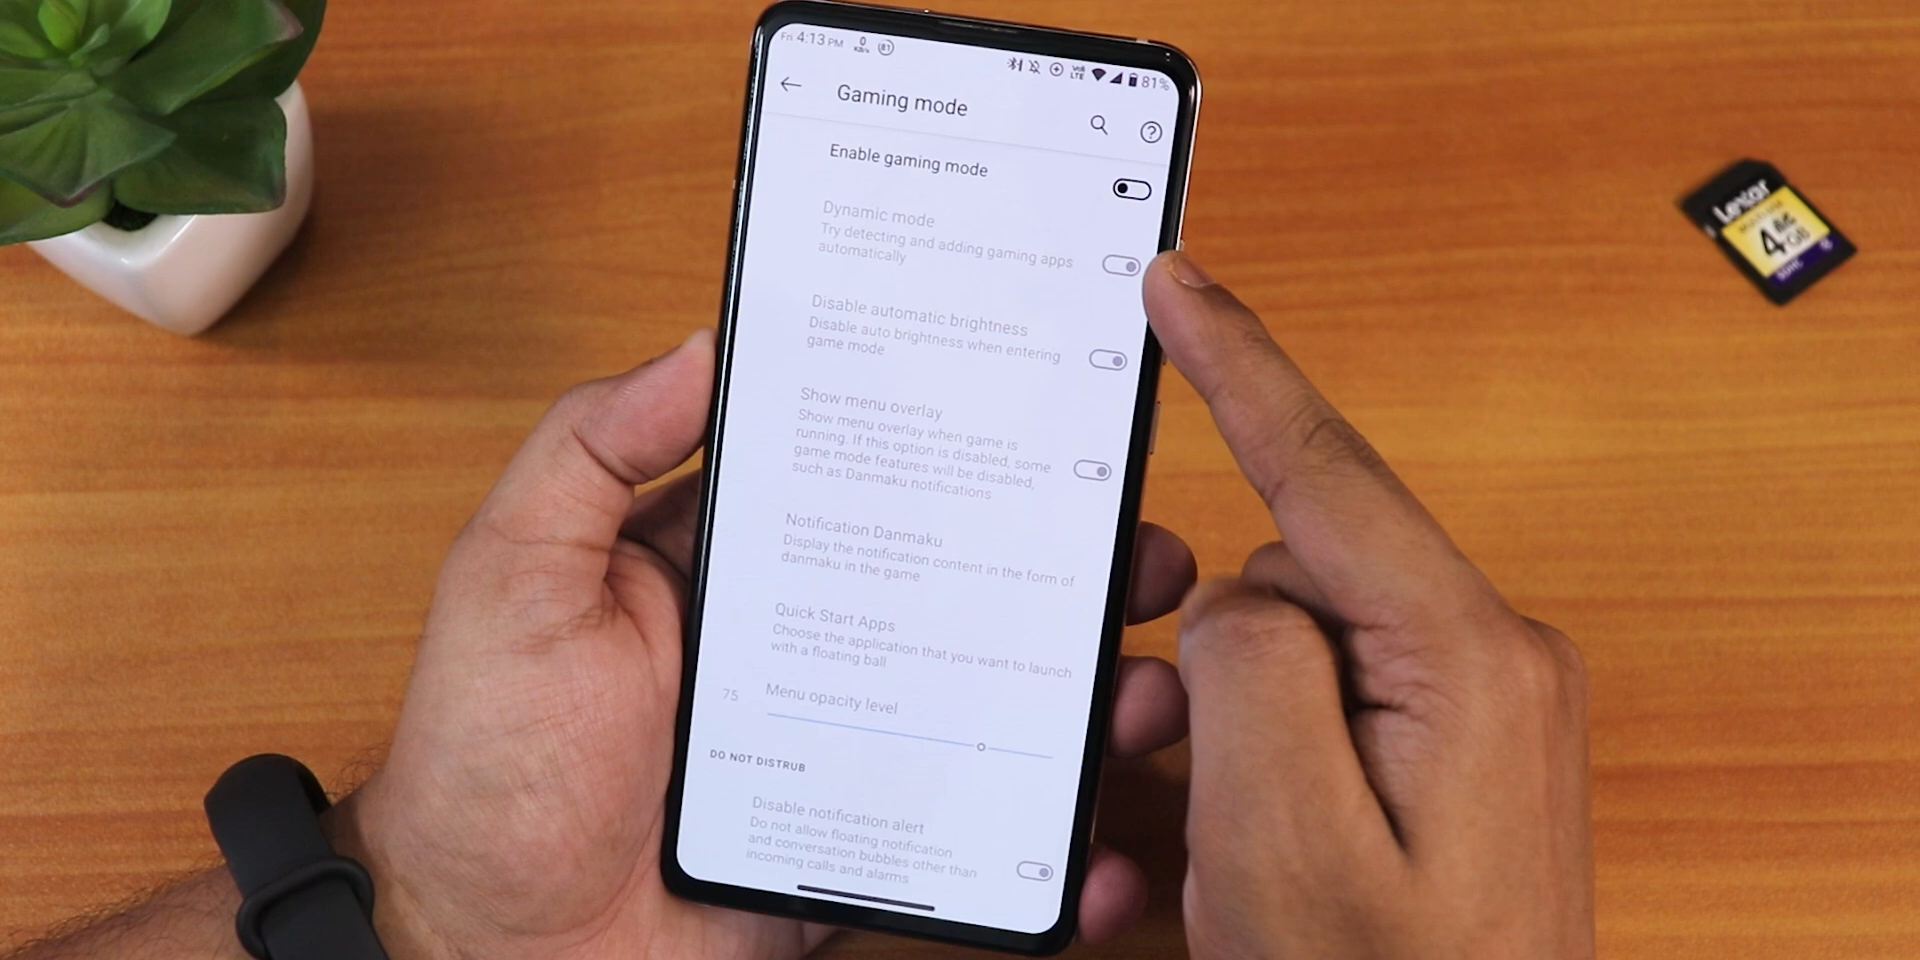 Fri 4:13 PM 0 KB/s 81 VoLTE 81%
Gaming mode
Enable gaming mode
Dynamic mode
Try detecting and adding gaming apps
automatically
Disable automatic brightness
Disable auto brightness when entering
game mode
Show menu overlay
Show menu overlay when game is
running. If this option is disabled, some
game mode features will be disabled,
such as Danmaku notifications
Notification Danmaku
Display the notification content in the form of
danmaku in the game
Quick Start Apps
Choose the application that you want to launch
with a floating ball
Menu opacity level
75
DO NOT DISTRUB
Disable notification alert
Do not allow floating notification
and conversation bubbles other than
incoming calls and alarms
Lexar
4GB